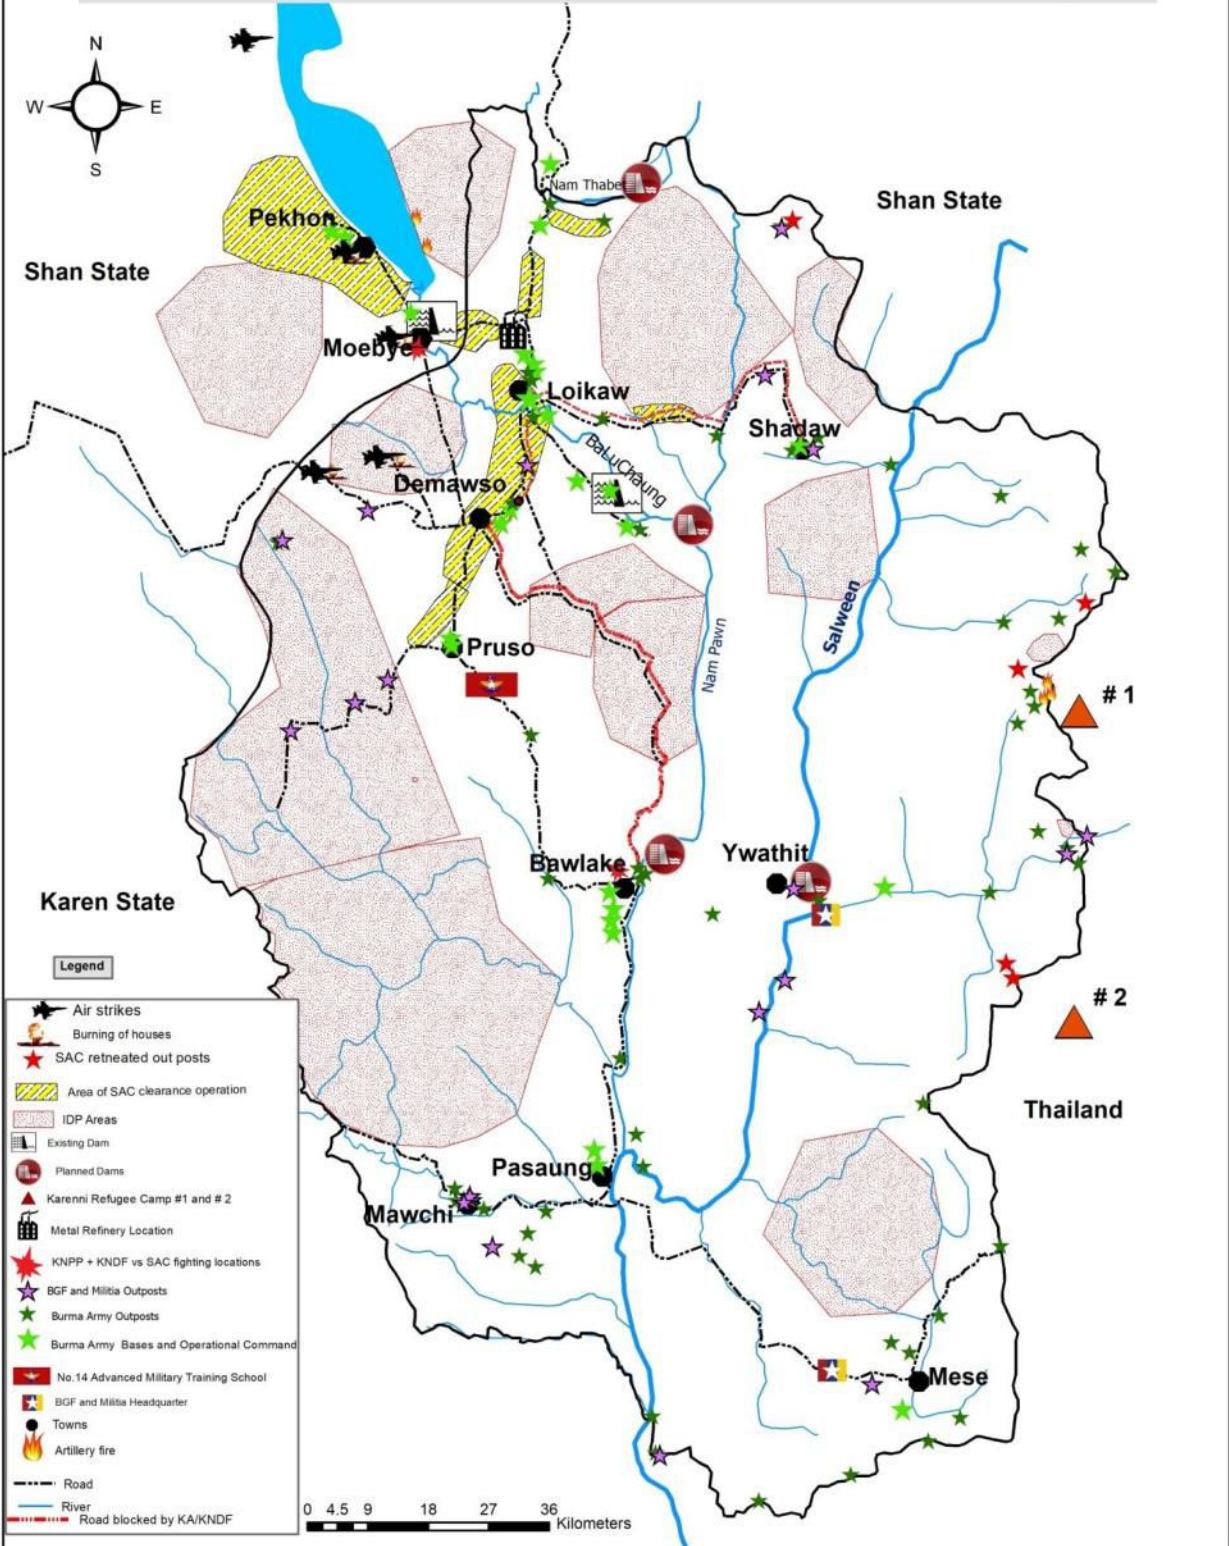 N
W E
S
Nam Thabe
Shan State
Pekhon
Shan State
Moebye
Loikaw
Shadaw
BaLuChaung
Demawso
Salween
Nam Pawn
Pruso
# 1
Bawlake
Ywathit
Karen State
# 2
Thailand
Pasaung
Mawchi
Mese
Legend
Air strikes
Burning of houses
SAC retneated out posts
Area of SAC clearance operation
IDP Areas
Existing Dam
Planned Dams
Karenni Refugee Camp #1 and # 2
Metal Refinery Location
KNPP + KNDF vs SAC fighting locations
BGF and Militia Outposts
Burma Army Outposts
Burma Army Bases and Operational Command
No.14 Advanced Military Training School
BGF and Militia Headquarter
Towns
Artillery fire
Road
River
Road blocked by KA/KNDF
0 4.5 9 18 27 36
Kilometers